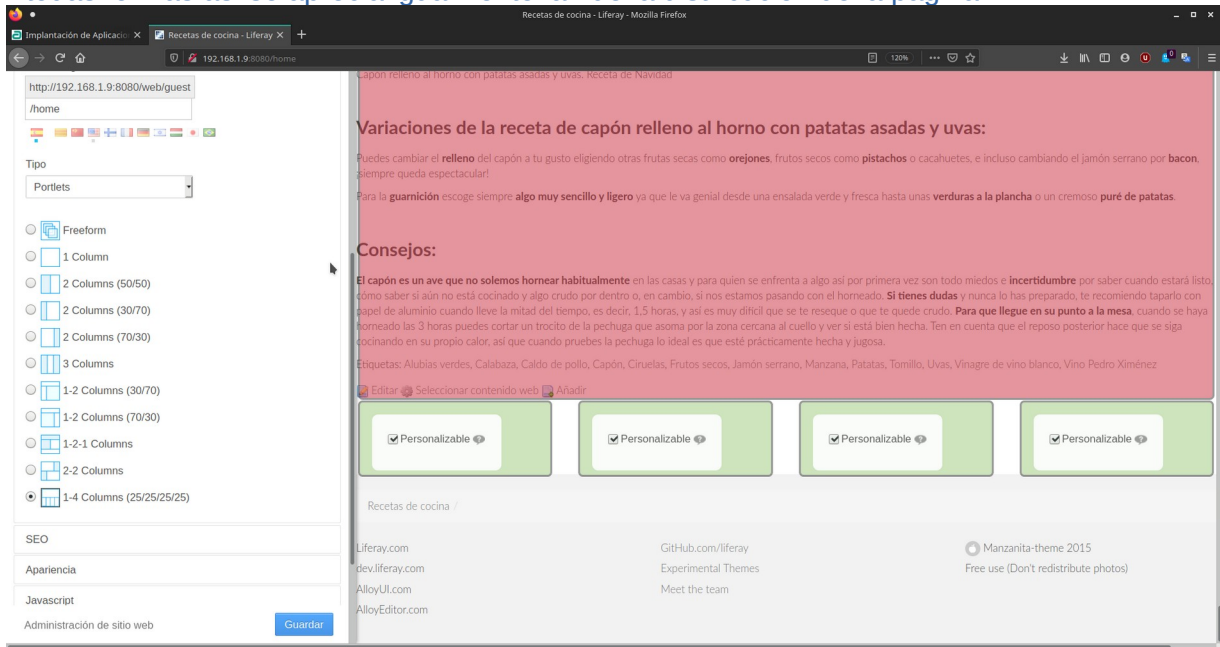 Recetas de cocina - Liferay - Mozilla Firefox
Implantación de Aplicacio
Recetas de cocina - Liferay
192.168.1.9:8080/home
120%
http://192.168.1.9:8080/web/guest
/home
Tipo
Portlets
Freeform
1 Column
2 Columns (50/50)
2 Columns (30/70)
2 Columns (70/30)
3 Columns
1-2 Columns (30/70)
1-2 Columns (70/30)
1-2-1 Columns
2-2 Columns
1-4 Columns (25/25/25/25)
SEO
Apariencia
Javascript
Administración de sitio web
Guardar
Capón relleno al horno con patatas asadas y uvas. Receta de Navidad
Variaciones de la receta de capón relleno al horno con patatas asadas y uvas:
Puedes cambiar el relleno del capón a tu gusto eligiendo otras frutas secas como orejones, frutos secos como pistachos o cacahuetes, e incluso cambiando el jamón serrano por bacon,
¡siempre queda espectacular!
Para la guarnición escoge siempre algo muy sencillo y ligero ya que le va genial desde una ensalada verde y fresca hasta unas verduras a la plancha o un cremoso puré de patatas.
Consejos:
El capón es un ave que no solemos hornear habitualmente en las casas y para quien se enfrenta a algo así por primera vez son todo miedos e incertidumbre por saber cuando estará listo,
cómo saber si aún no está cocinado y algo crudo por dentro o, en cambio, si nos estamos pasando con el horneado. Si tienes dudas y nunca lo has preparado, te recomiendo taparlo con
papel de aluminio cuando lleve la mitad del tiempo, es decir, 1,5 horas, y así es muy difícil que se te reseque o que te quede crudo. Para que llegue en su punto a la mesa, cuando se haya
horneado las 3 horas puedes cortar un trocito de la pechuga que asoma por la zona cercana al cuello y ver si está bien hecha. Ten en cuenta que el reposo posterior hace que se siga
cocinando en su propio calor, así que cuando pruebes la pechuga lo ideal es que esté prácticamente hecha y jugosa.
Etiquetas: Alubias verdes, Calabaza, Caldo de pollo, Capón, Ciruelas, Frutos secos, Jamón serrano, Manzana, Patatas, Tomillo, Uvas, Vinagre de vino blanco, Vino Pedro Ximénez
Editar Seleccionar contenido web Añadir
Personalizable
Personalizable
Personalizable
Personalizable
Recetas de cocina /
Liferay.com
dev.liferay.com
AlloyUI.com
AlloyEditor.com
GitHub.com/liferay
Experimental Themes
Meet the team
Manzanita-theme 2015
Free use (Don't redistribute photos)